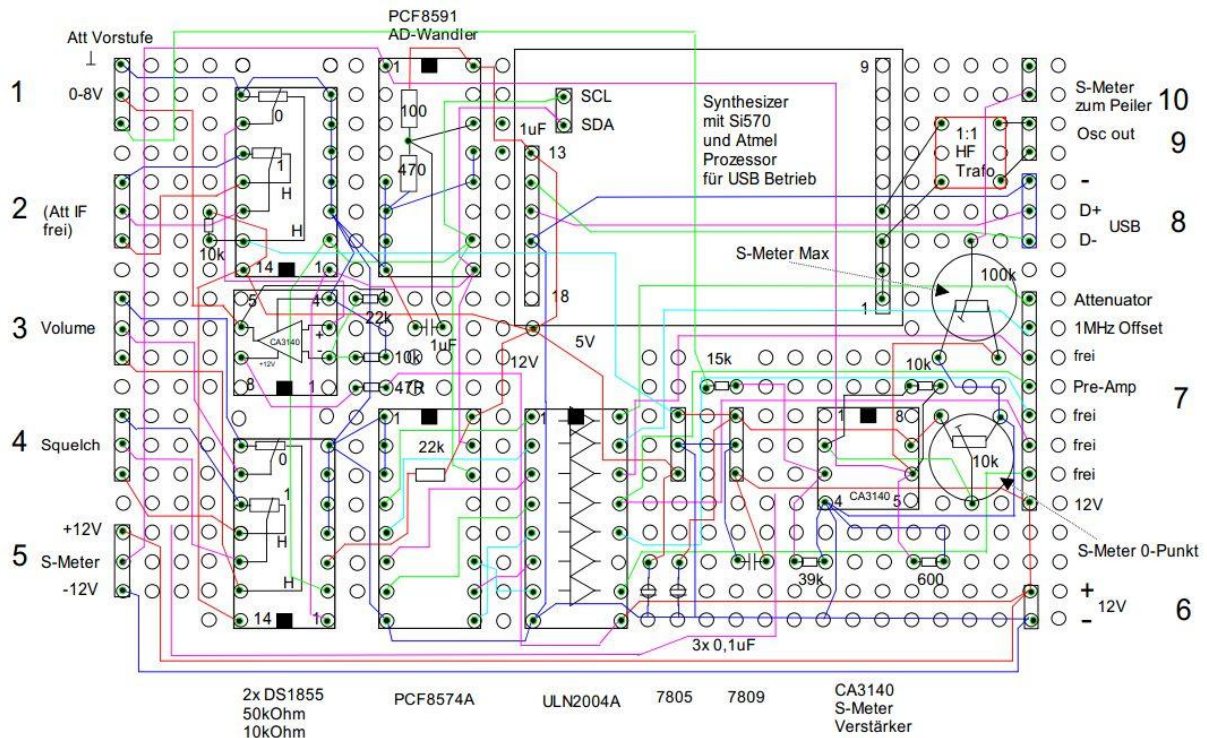 PCF8591
AD-Wandler
Att Vorstufe
1
0-8V
2
(Att IF
frei)
3
Volume
4
Squelch
+12V
5
S-Meter
-12V
0
1
H
H
10k
14
1
1
100
470
SCL
SDA
1uF
13
18
Synthesizer
mit Si570
und Atmel
Prozessor
für USB Betrieb
9
1
S-Meter
zum Peiler
10
Osc out
9
1:1
HF
Trafo
-
D+
USB
D-
8
S-Meter Max
100k
5
4
CA3140
+
-
+12V
8
1
22k
1uF
10k
47R
12V
5V
15k
10k
Attenuator
1MHz Offset
frei
Pre-Amp
7
frei
frei
frei
12V
0
1
H
H
14
1
1
22k
1
1
8
4
CA3140
5
10k
39k
600
S-Meter 0-Punkt
+
12V
-
6
3x 0,1uF
2x DS1855
50kOhm
10kOhm
PCF8574A
ULN2004A
7805
7809
CA3140
S-Meter
Verstärker